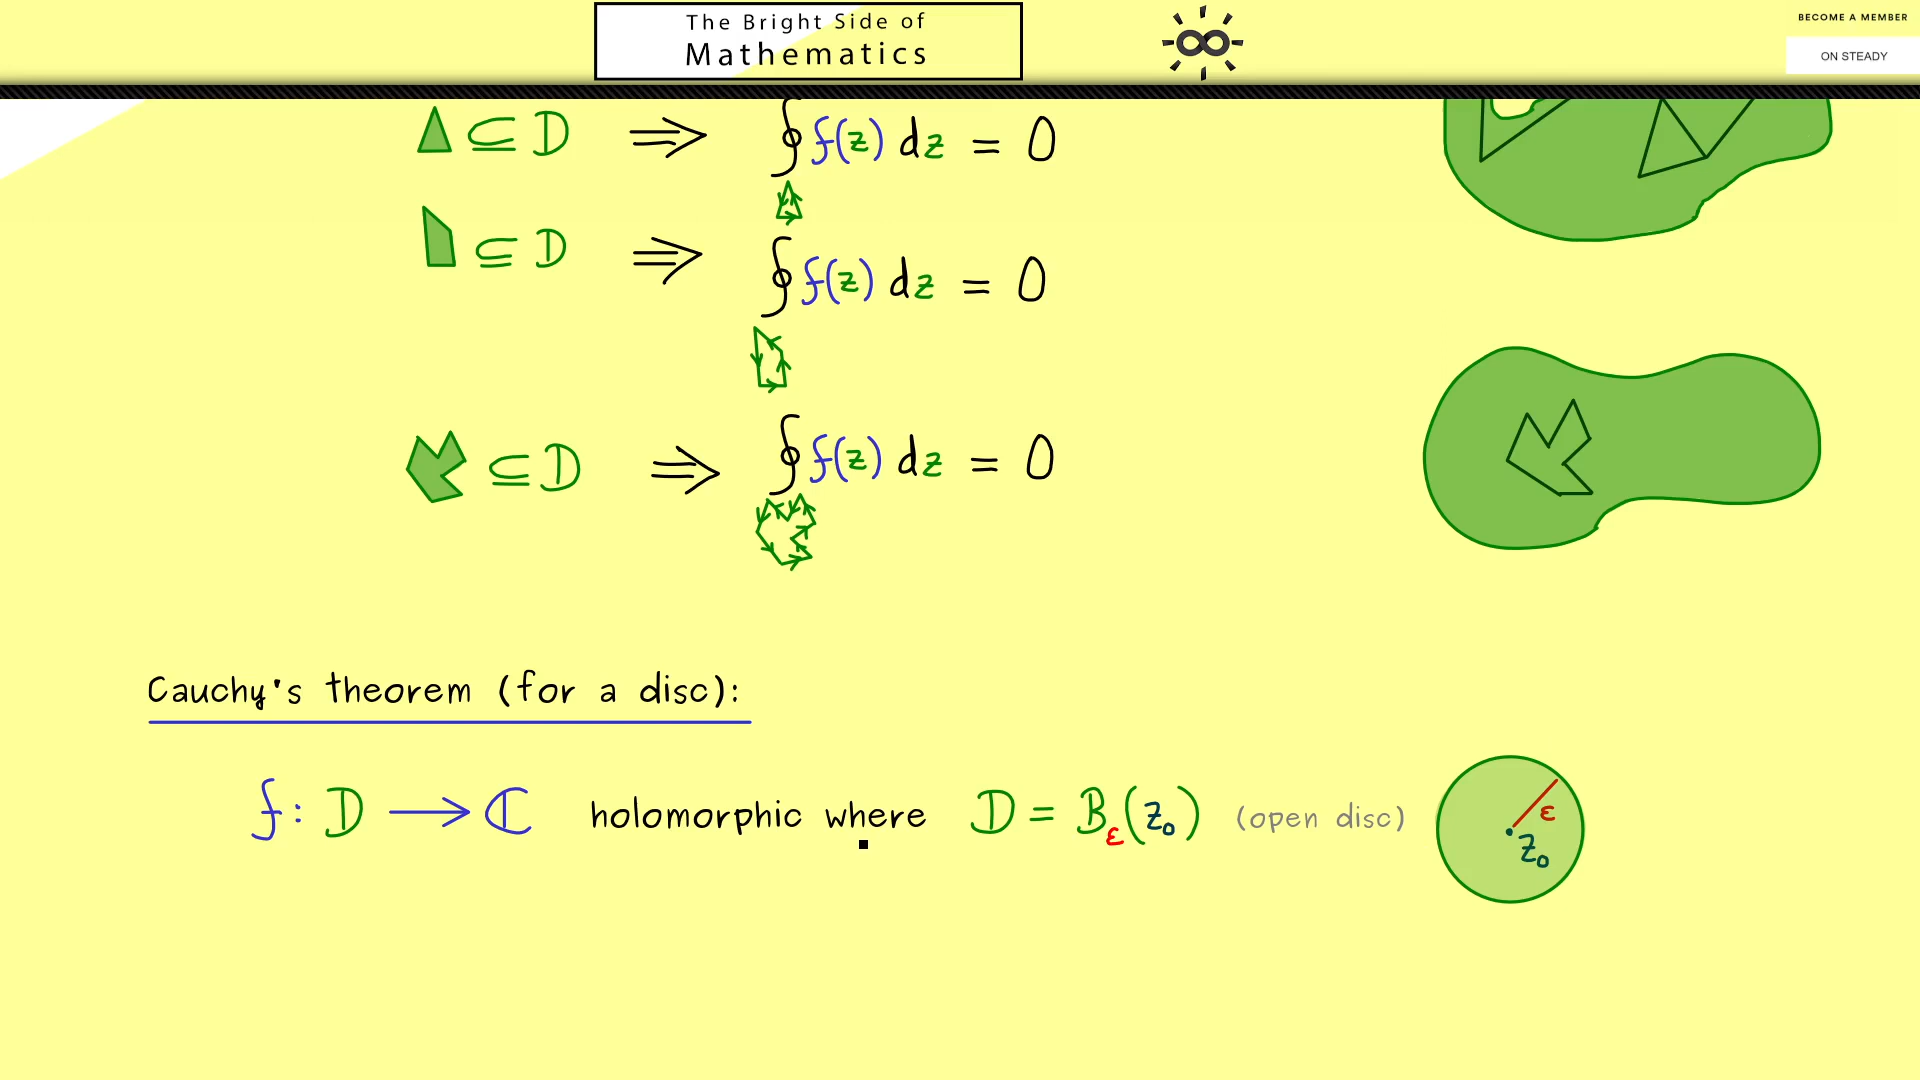 The Bright Side of
Mathematics
BECOME A MEMBER
ON STEADY
⊆ D ⟹ ∮ f(z) dz = 0
⊆ D ⟹ ∮ f(z) dz = 0
⊆ D ⟹ ∮ f(z) dz = 0
Cauchy's theorem (for a disc):
f: D ⟶ ℂ holomorphic where D = B_ε(z₀) (open disc)
ε
z₀